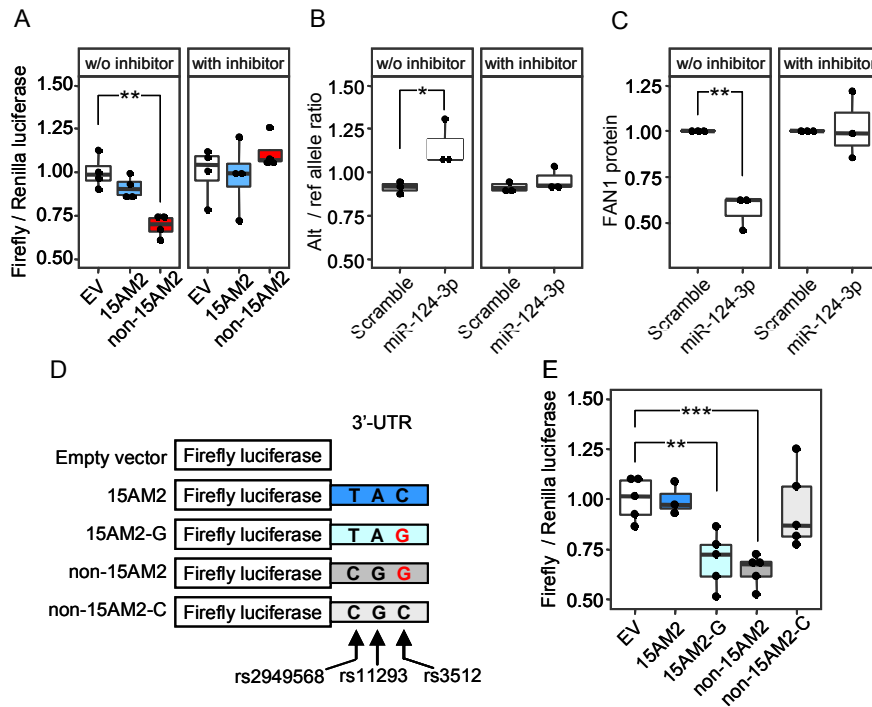 A
w/o inhibitor
with inhibitor
Firefly / Renilla luciferase
1.50
1.25
1.00
0.75
0.50
**
EV
15AM2
non-15AM2
EV
15AM2
non-15AM2
B
w/o inhibitor
with inhibitor
Alt / ref allele ratio
1.50
1.25
1.00
0.75
0.50
*
Scramble
miR-124-3p
Scramble
miR-124-3p
C
w/o inhibitor
with inhibitor
FAN1 protein
1.25
1.00
0.75
0.50
**
Scramble
miR-124-3p
Scramble
miR-124-3p
D
3'-UTR
Empty vector Firefly luciferase
15AM2 Firefly luciferase T A C
15AM2-G Firefly luciferase T A G
non-15AM2 Firefly luciferase C G G
non-15AM2-C Firefly luciferase C G C
rs2949568 rs11293 rs3512
E
Firefly / Renilla luciferase
1.50
1.25
1.00
0.75
0.50
***
**
EV
15AM2
15AM2-G
non-15AM2
non-15AM2-C